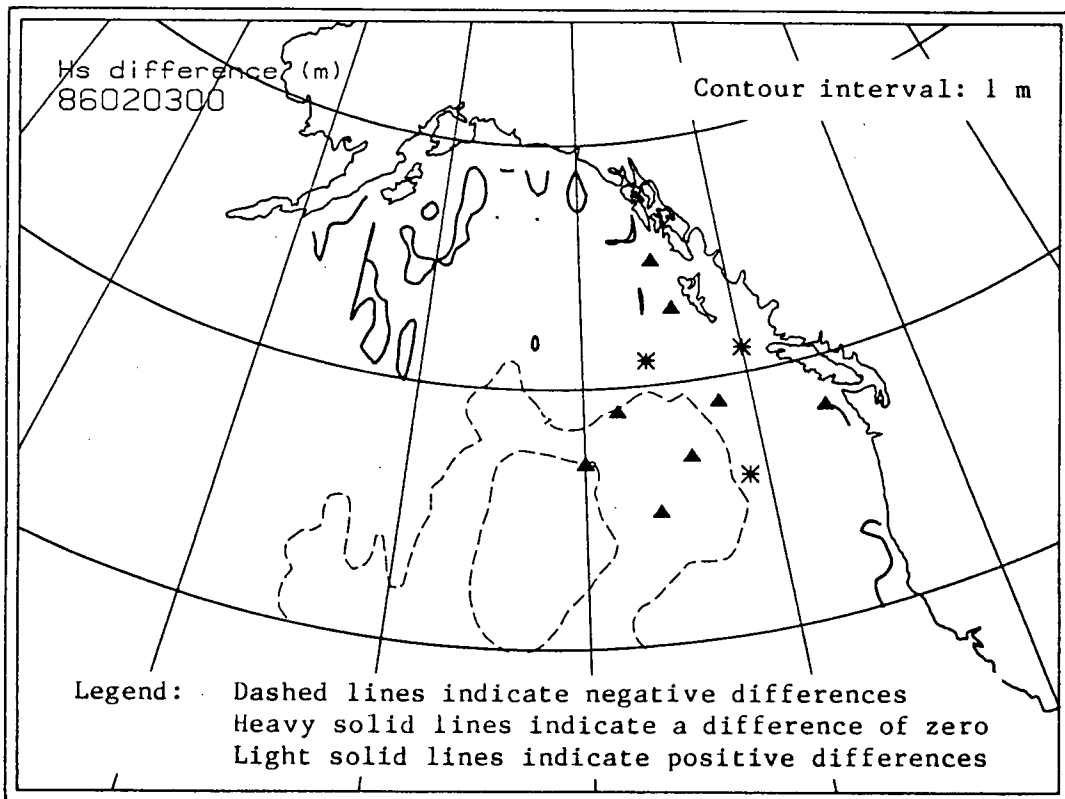 Hs difference (m)
86020300
Contour interval: 1 m
Legend: Dashed lines indicate negative differences
Heavy solid lines indicate a difference of zero
Light solid lines indicate positive differences